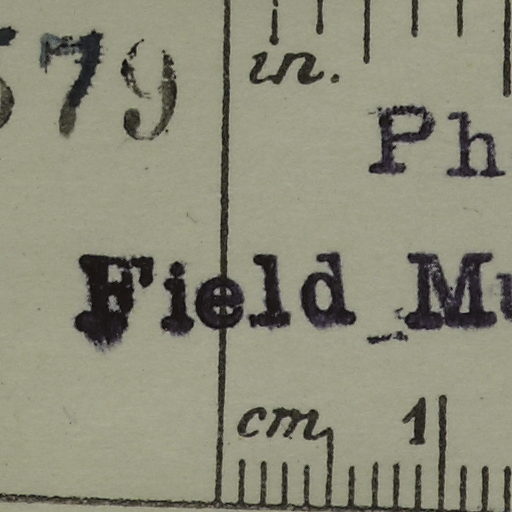 579
in.
Ph
Field Mu
cm 1